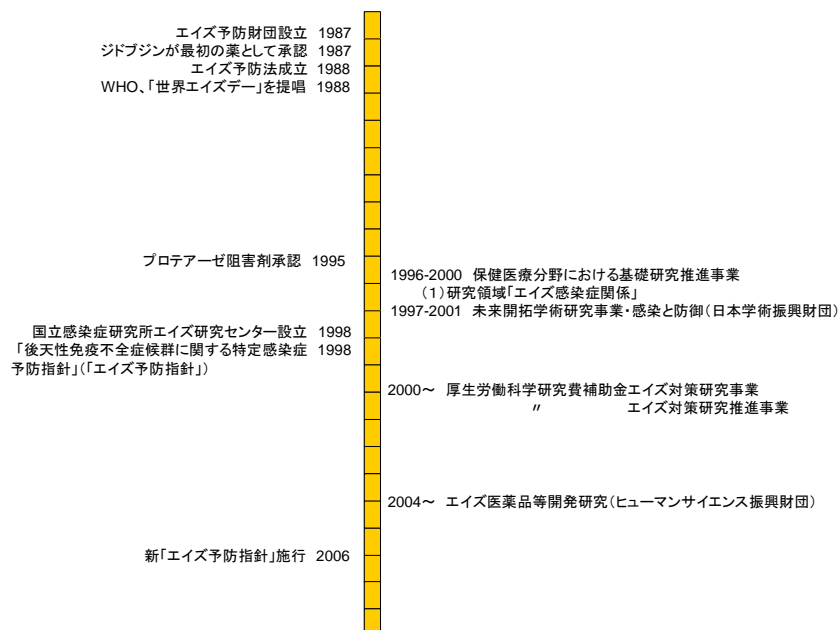 エイズ予防財団設立 1987
ジドブジンが最初の薬として承認 1987
エイズ予防法成立 1988
WHO、「世界エイズデー」を提唱 1988
プロテアーゼ阻害剤承認 1995
1996-2000 保健医療分野における基礎研究推進事業
（1）研究領域「エイズ感染症関係」
1997-2001 未来開拓学術研究事業・感染と防御（日本学術振興財団）
国立感染症研究所エイズ研究センター設立 1998
「後天性免疫不全症候群に関する特定感染症 1998
予防指針」（「エイズ予防指針」）
2000～ 厚生労働科学研究費補助金エイズ対策研究事業
〃 エイズ対策研究推進事業
2004～ エイズ医薬品等開発研究（ヒューマンサイエンス振興財団）
新「エイズ予防指針」施行 2006